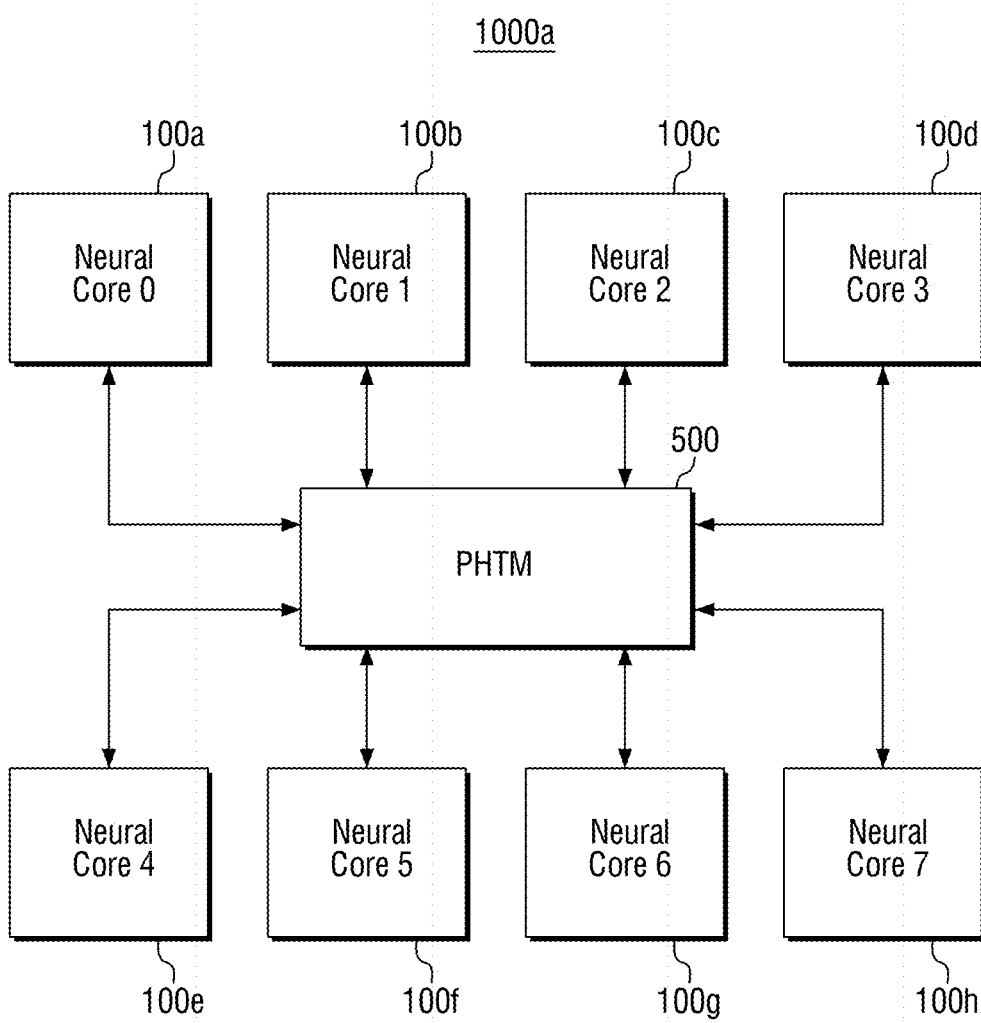 1000a
100a
100b
100c
100d
Neural
Core 0
Neural
Core 1
Neural
Core 2
Neural
Core 3
500
PHTM
Neural
Core 4
Neural
Core 5
Neural
Core 6
Neural
Core 7
100e
100f
100g
100h